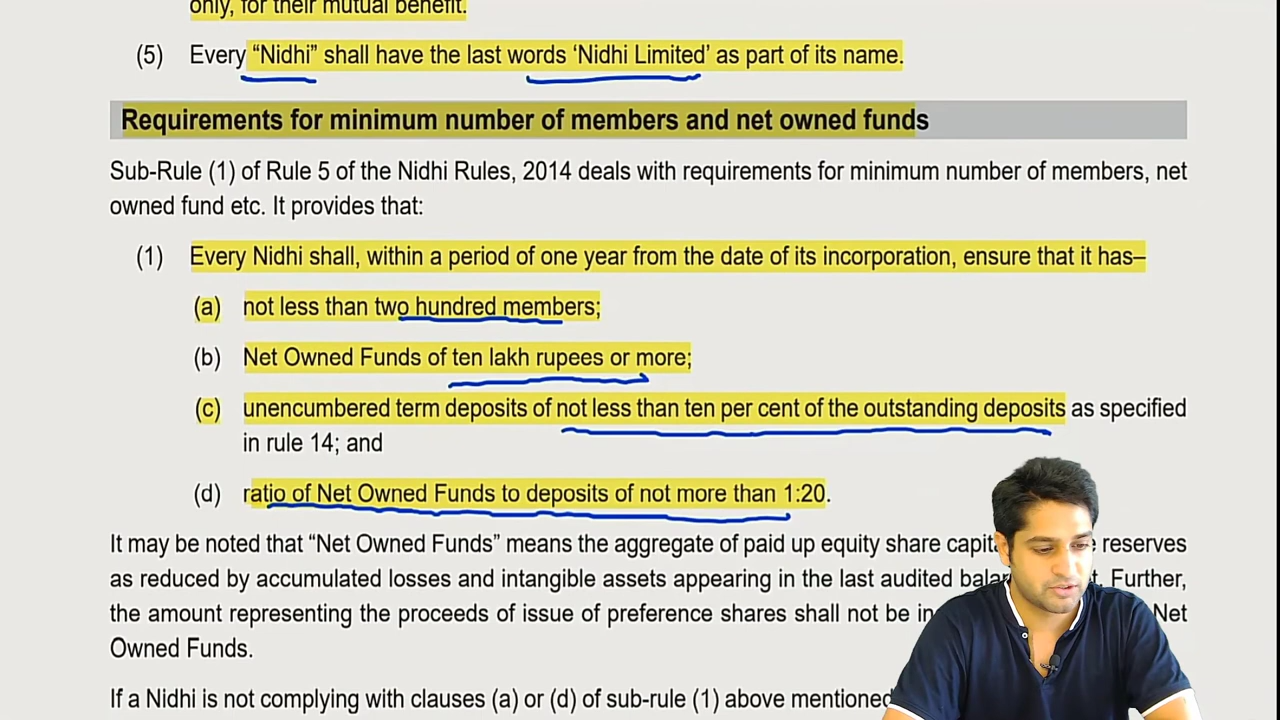 only, for their mutual benefit.
(5) Every “Nidhi” shall have the last words ‘Nidhi Limited’ as part of its name.
Requirements for minimum number of members and net owned funds
Sub-Rule (1) of Rule 5 of the Nidhi Rules, 2014 deals with requirements for minimum number of members, net
owned fund etc. It provides that:
(1) Every Nidhi shall, within a period of one year from the date of its incorporation, ensure that it has–
(a) not less than two hundred members;
(b) Net Owned Funds of ten lakh rupees or more;
(c) unencumbered term deposits of not less than ten per cent of the outstanding deposits as specified
in rule 14; and
(d) ratio of Net Owned Funds to deposits of not more than 1:20.
It may be noted that “Net Owned Funds” means the aggregate of paid up equity share reserves
as reduced by accumulated losses and intangible assets appearing in the last audited Further,
the amount representing the proceeds of issue of preference shares shall not be Net
Owned Funds.
If a Nidhi is not complying with clauses (a) or (d) of sub-rule (1) above mentioned